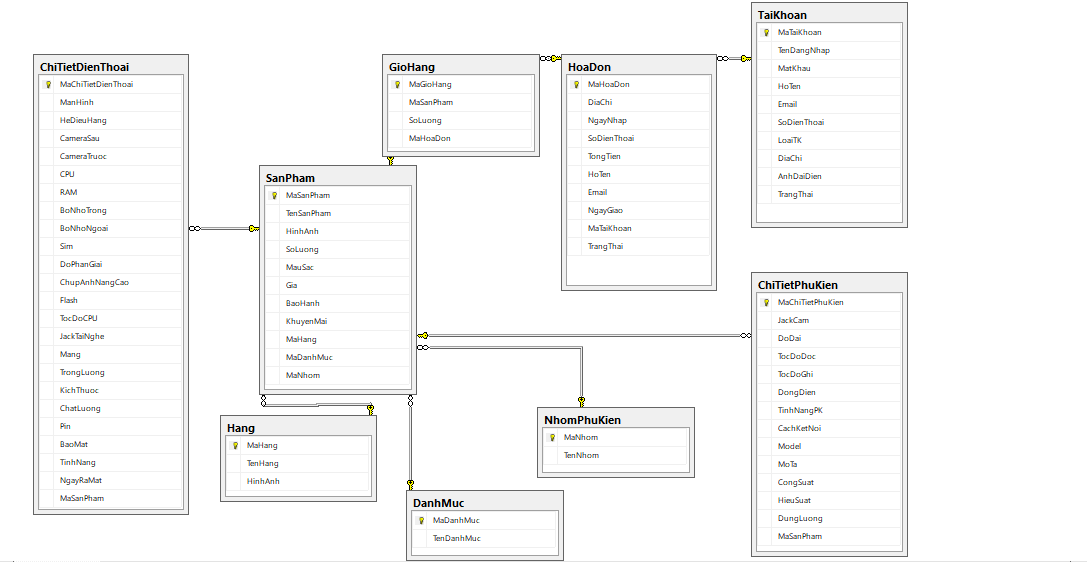 ChiTietDienThoai
MaChiTietDienThoai
ManHinh
HeDieuHang
CameraSau
CameraTruoc
CPU
RAM
BoNhoTrong
BoNhoNgoai
Sim
DoPhanGiai
ChupAnhNangCao
Flash
TocDoCPU
JackTaiNghe
Mang
TrongLuong
KichThuoc
ChatLuong
Pin
BaoMat
TinhNang
NgayRaMat
MaSanPham
GioHang
MaGioHang
MaSanPham
SoLuong
MaHoaDon
HoaDon
MaHoaDon
DiaChi
NgayNhap
SoDienThoai
TongTien
HoTen
Email
NgayGiao
MaTaiKhoan
TrangThai
TaiKhoan
MaTaiKhoan
TenDangNhap
MatKhau
HoTen
Email
SoDienThoai
LoaiTK
DiaChi
AnhDaiDien
TrangThai
SanPham
MaSanPham
TenSanPham
HinhAnh
SoLuong
MauSac
Gia
BaoHanh
KhuyenMai
MaHang
MaDanhMuc
MaNhom
ChiTietPhuKien
MaChiTietPhuKien
JackCam
DoDai
TocDoDoc
TocDoGhi
DongDien
TinhNangPK
CachKetNoi
Model
MoTa
CongSuat
HieuSuat
DungLuong
MaSanPham
Hang
MaHang
TenHang
HinhAnh
NhomPhuKien
MaNhom
TenNhom
DanhMuc
MaDanhMuc
TenDanhMuc